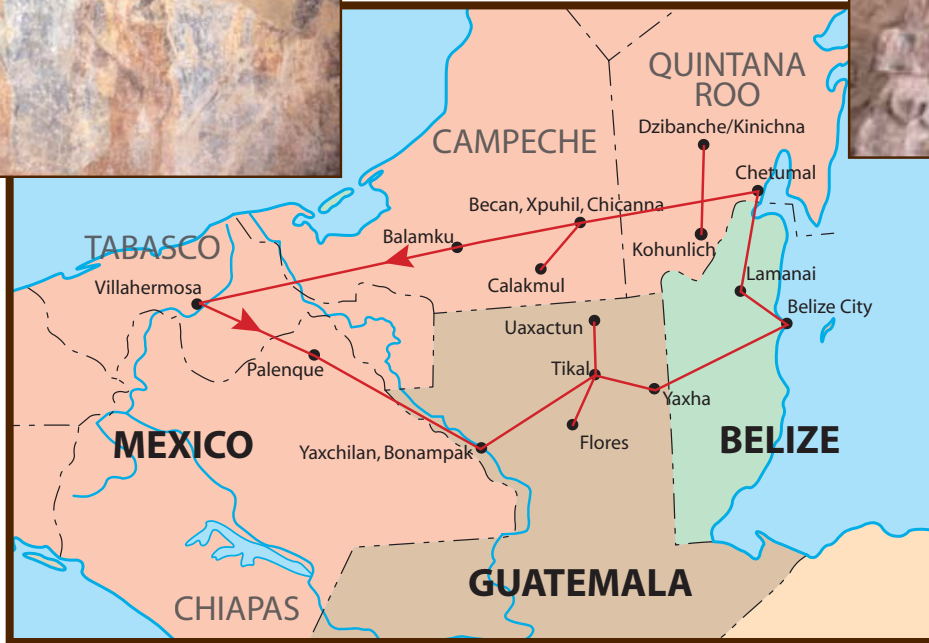 QUINTANA
ROO
Dzibanche/Kinichna
CAMPECHE
Chetumal
Becan, Xpuhil, Chicanna
TABASCO
Balamku
Kohunlich
Villahermosa
Calakmul
Lamanai
Belize City
Uaxactun
Palenque
Tikal
Yaxha
MEXICO
Yaxchilan, Bonampak
Flores
BELIZE
GUATEMALA
CHIAPAS